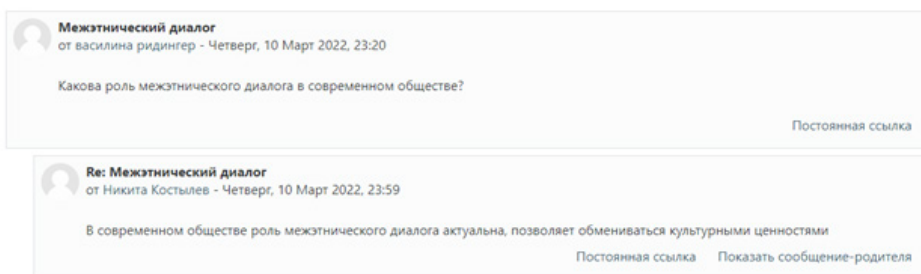 Межэтнический диалог
от василина ридингер - Четверг, 10 Март 2022, 23:20
Какова роль межэтнического диалога в современном обществе?
Постоянная ссылка
Re: Межэтнический диалог
от Никита Костылев - Четверг, 10 Март 2022, 23:59
В современном обществе роль межэтнического диалога актуальна, позволяет обмениваться культурными ценностями
Постоянная ссылка Показать сообщение-родителя